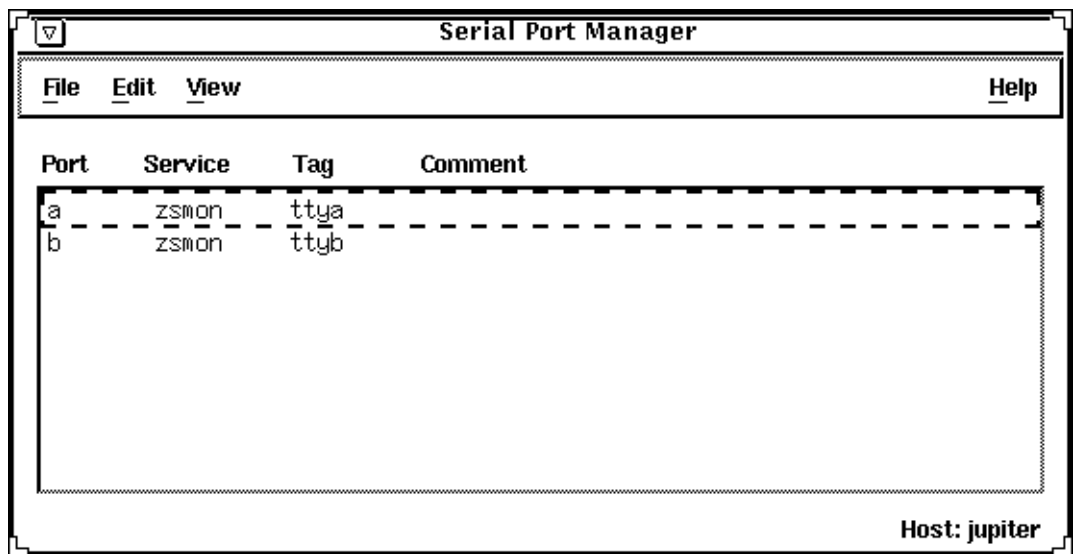 Serial Port Manager
File Edit View Help
Port Service Tag Comment
a zsmon ttya
b zsmon ttyb
Host: jupiter